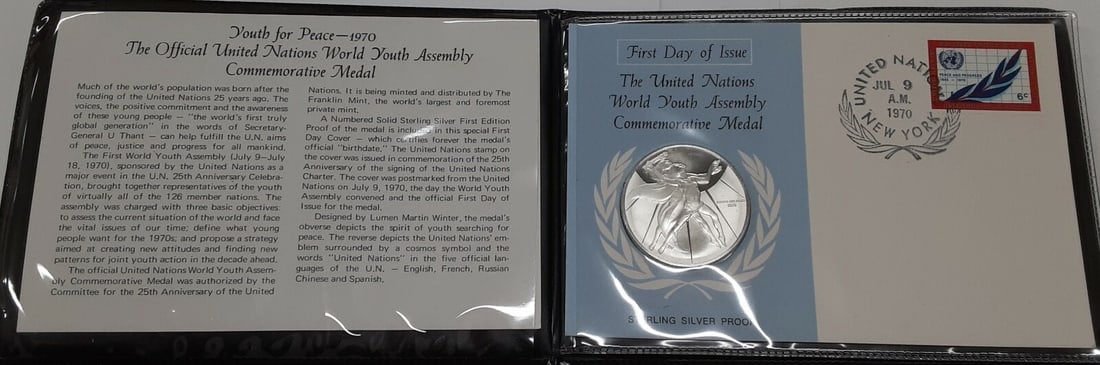 Youth for Peace—1970
The Official United Nations World Youth Assembly
Commemorative Medal
Much of the world's population was born after
founding of the United Nations 25 years ago. The
voices, the positive commitment and the awareness
of these young people – "the world's first truly
global generation" in the words of Secretary-
General U Thant – can help fulfill the U.N. aims
of peace, justice and progress for all mankind.
The First World Youth Assembly (July 9–July
18, 1970), sponsored by the United Nations as a
major event in the U.N. 25th Anniversary Celebra-
tion, brought together representatives of the youth
of virtually all of the 126 member nations. The
assembly was charged with three basic objectives:
to assess the current situation of the world and face
the vital issues of our time; define what young
people want for the 1970s; and propose a strategy
aimed at creating new attitudes and finding new
patterns for joint youth action in the decade ahead.
The official United Nations World Youth Assem-
bly Commemorative Medal was authorized by the
Committee for the 25th Anniversary of the United
Nations. It is being minted and distributed by The
Franklin Mint, the world's largest and foremost
private mint.
A Numbered Solid Sterling Silver First Edition
Proof of the medal is included in this special First
Day Cover – which certifies forever the medal's
official "birthdate." The United Nations stamp on
the cover was issued in commemoration of the 25th
Anniversary of the signing of the United Nations
Charter. The cover was postmarked from the United
Nations on July 9, 1970, the day the World Youth
Assembly convened and the official First Day of
Issue for the medal.
Designed by Lumen Martin Winter, the medal's
obverse depicts the spirit of youth searching for
peace. The reverse depicts the United Nations' em-
blem surrounded by a cosmos symbol and the
words "United Nations" in the five official lan-
guages of the U.N. – English, French, Russian
Chinese and Spanish.
First Day of Issue
The United Nations
World Youth Assembly
Commemorative Medal
STERLING SILVER PROOF
UNITED NATIONS
JUL 9
A.M.
1970
NEW YORK
PEACE AND PROGRESS
1945 - 1970
6c